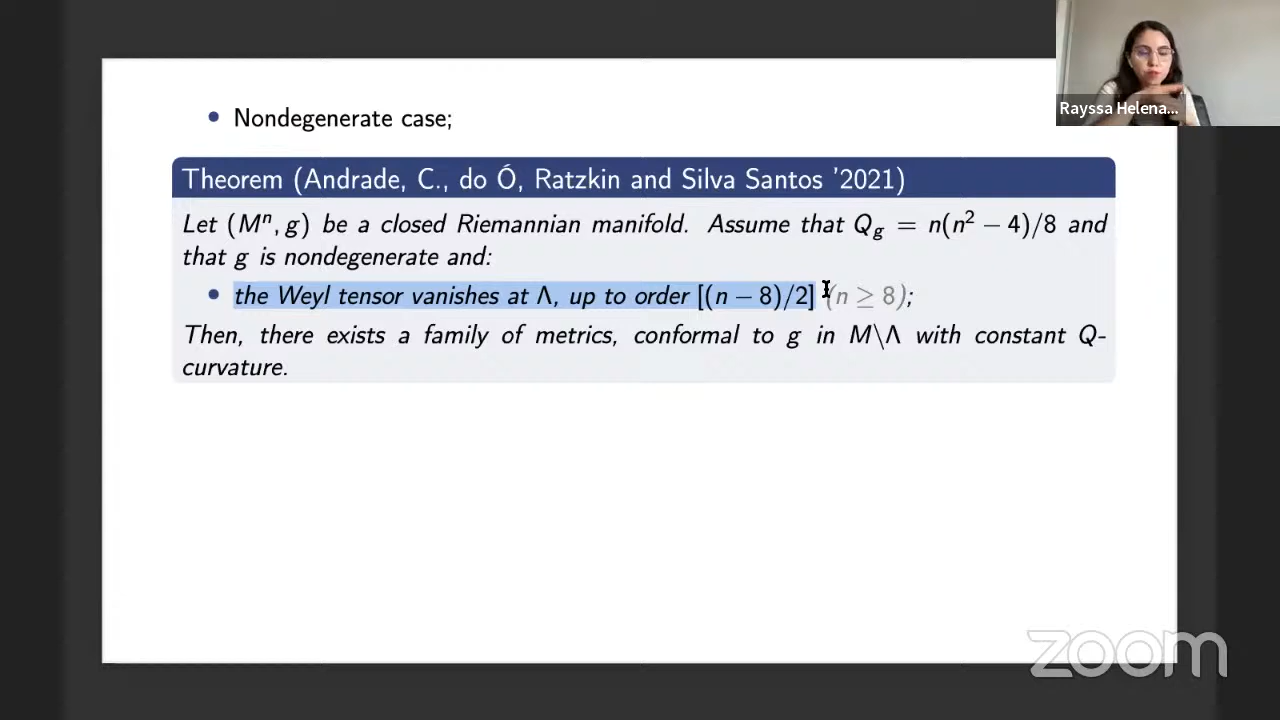 Rayssa Helena...
• Nondegenerate case;
Theorem (Andrade, C., do Ó, Ratzkin and Silva Santos '2021)
Let (Mⁿ, g) be a closed Riemannian manifold. Assume that Q_g = n(n² − 4)/8 and
that g is nondegenerate and:
• the Weyl tensor vanishes at Λ, up to order [(n − 8)/2] (n ≥ 8);
Then, there exists a family of metrics, conformal to g in M\Λ with constant Q-
curvature.
zoom